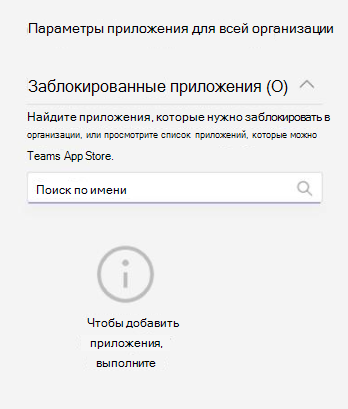 Параметры приложения для всей организации
Заблокированные приложения (О)
Найдите приложения, которые нужно заблокировать в
организации, или просмотрите список приложений, которые можно
Teams App Store.
Поиск по имени
Чтобы добавить
приложения,
выполните